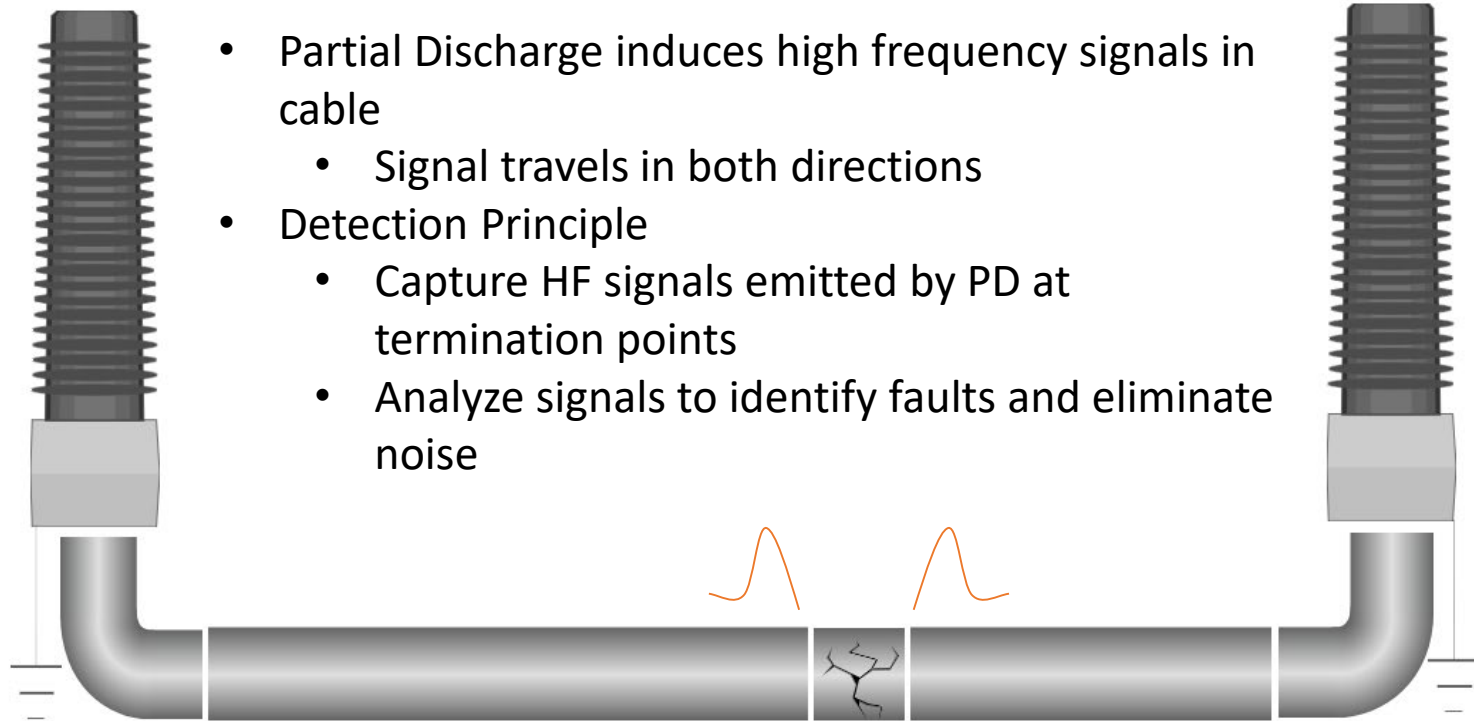 • Partial Discharge induces high frequency signals in
cable
• Signal travels in both directions
• Detection Principle
• Capture HF signals emitted by PD at
termination points
• Analyze signals to identify faults and eliminate
noise